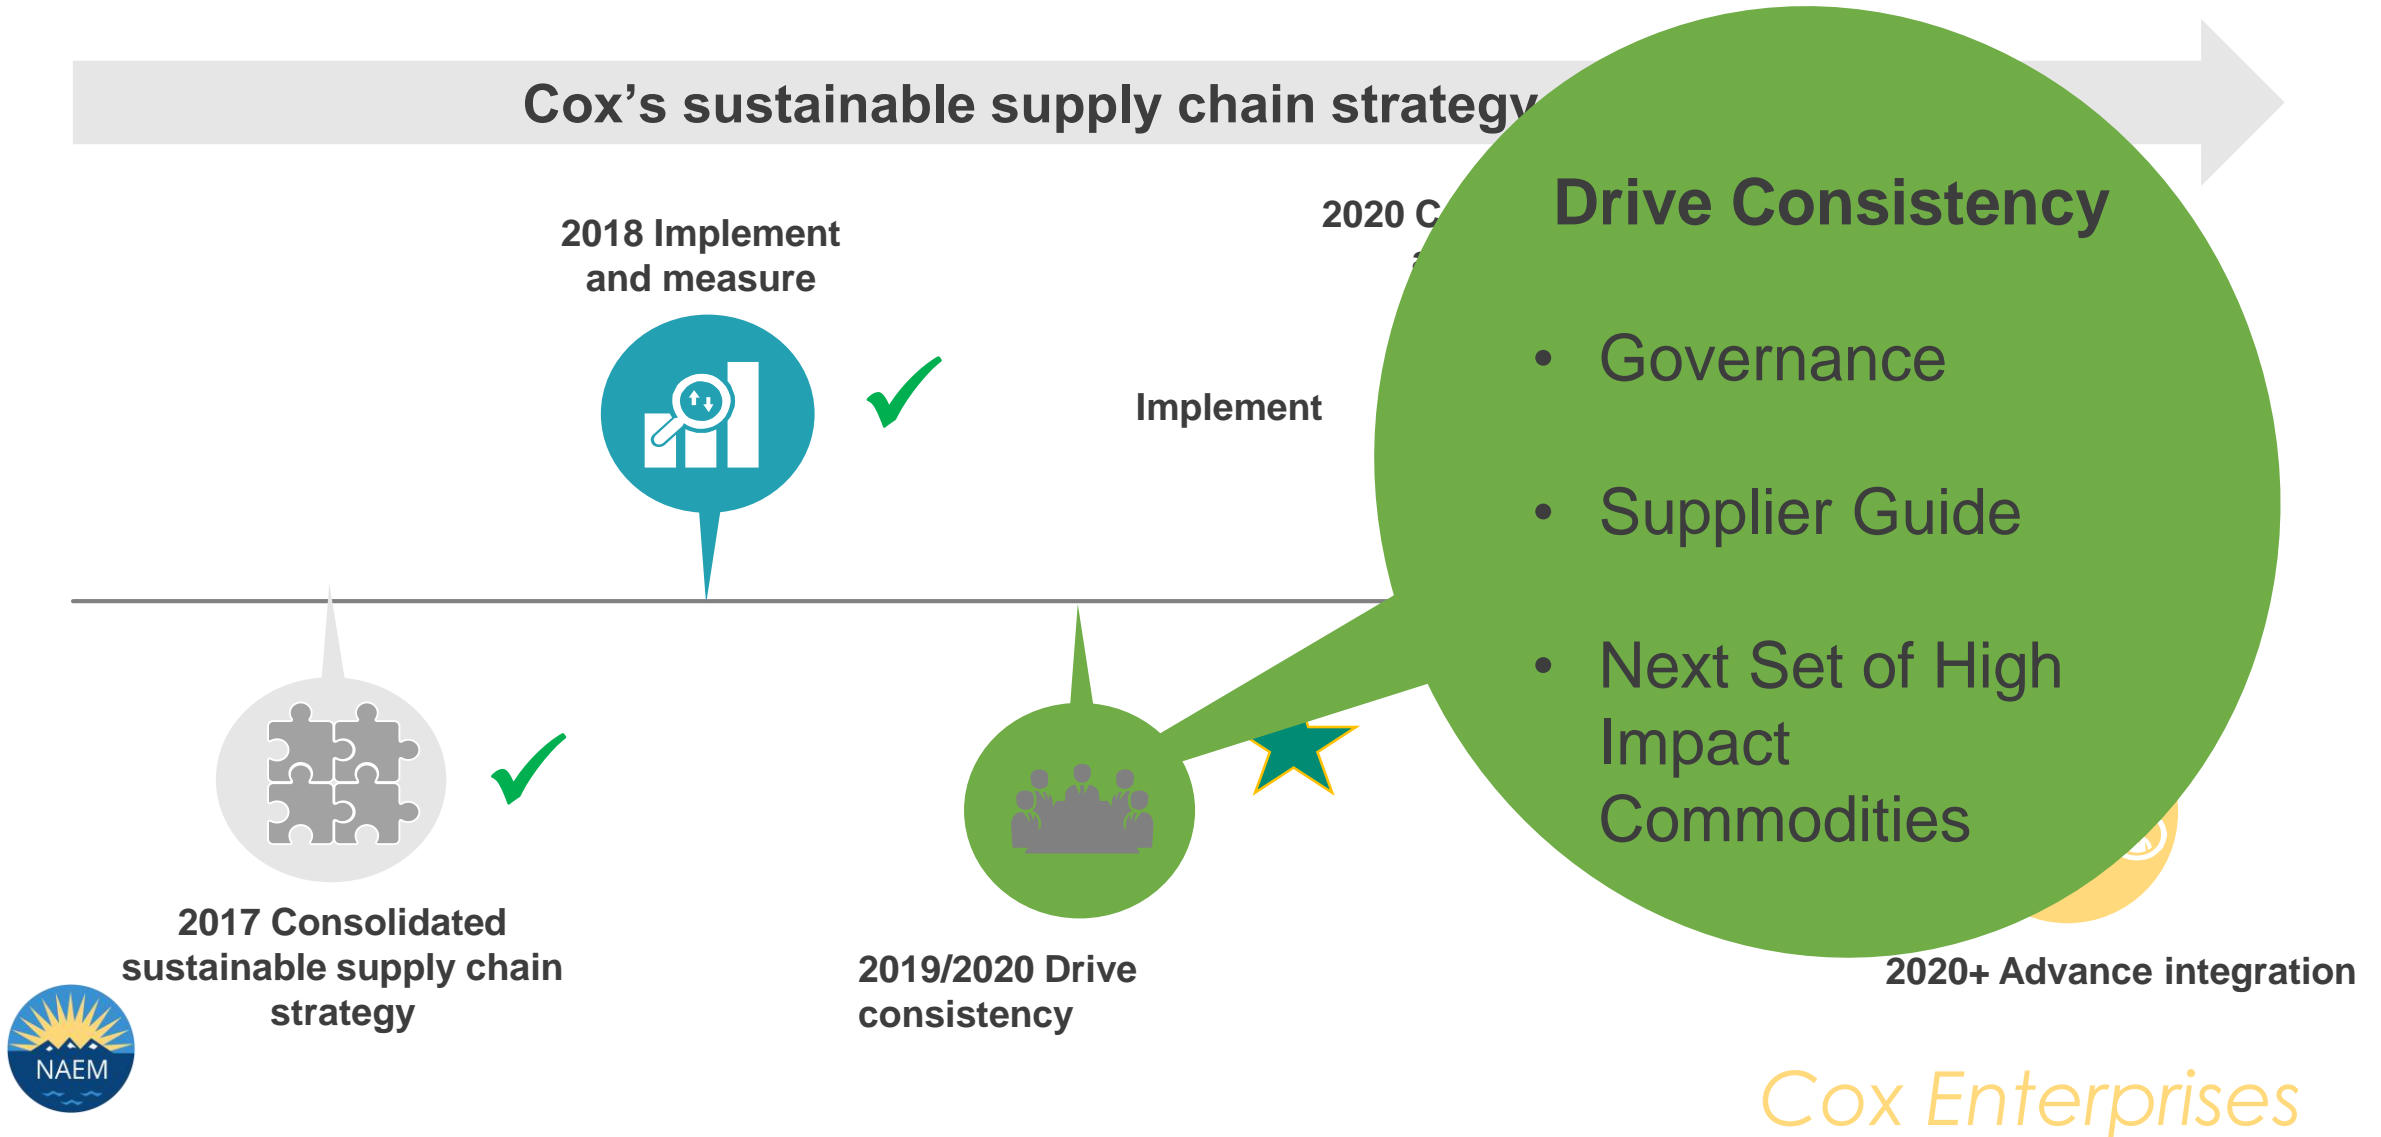 Cox’s sustainable supply chain strategy
2018 Implement
and measure
2020
Implement
Drive Consistency
• Governance
• Supplier Guide
• Next Set of High
Impact
Commodities
2017 Consolidated
sustainable supply chain
strategy
2019/2020 Drive
consistency
2020+ Advance integration
NAEM
Cox Enterprises